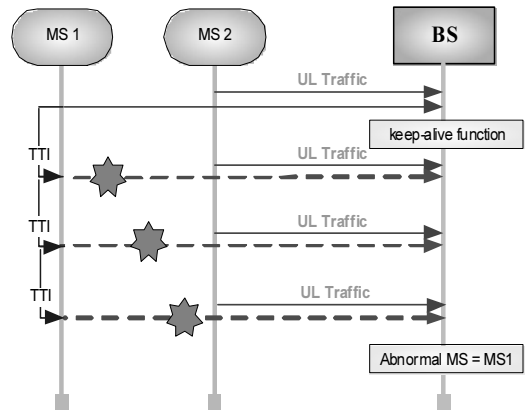 MS 1
MS 2
BS
UL Traffic
keep-alive function
TTI
UL Traffic
TTI
UL Traffic
TTI
UL Traffic
Abnormal MS = MS1